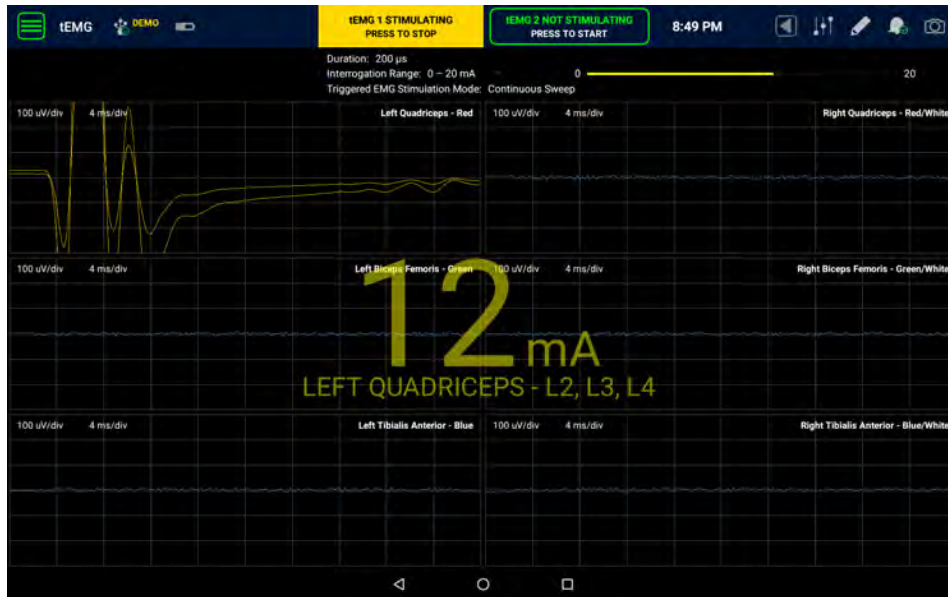 tEMG
DEMO
tEMG 1 STIMULATING
PRESS TO STOP
tEMG 2 NOT STIMULATING
PRESS TO START
8:49 PM
Duration: 200 µs
Interrogation Range: 0 – 20 mA
0
20
Triggered EMG Stimulation Mode: Continuous Sweep
100 uV/div 4 ms/div Left Quadriceps - Red
100 uV/div 4 ms/div Right Quadriceps - Red/White
100 uV/div 4 ms/div Left Biceps Femoris - Green
100 uV/div 4 ms/div Right Biceps Femoris - Green/White
12 mA
LEFT QUADRICEPS - L2, L3, L4
100 uV/div 4 ms/div Left Tibialis Anterior - Blue
100 uV/div 4 ms/div Right Tibialis Anterior - Blue/White